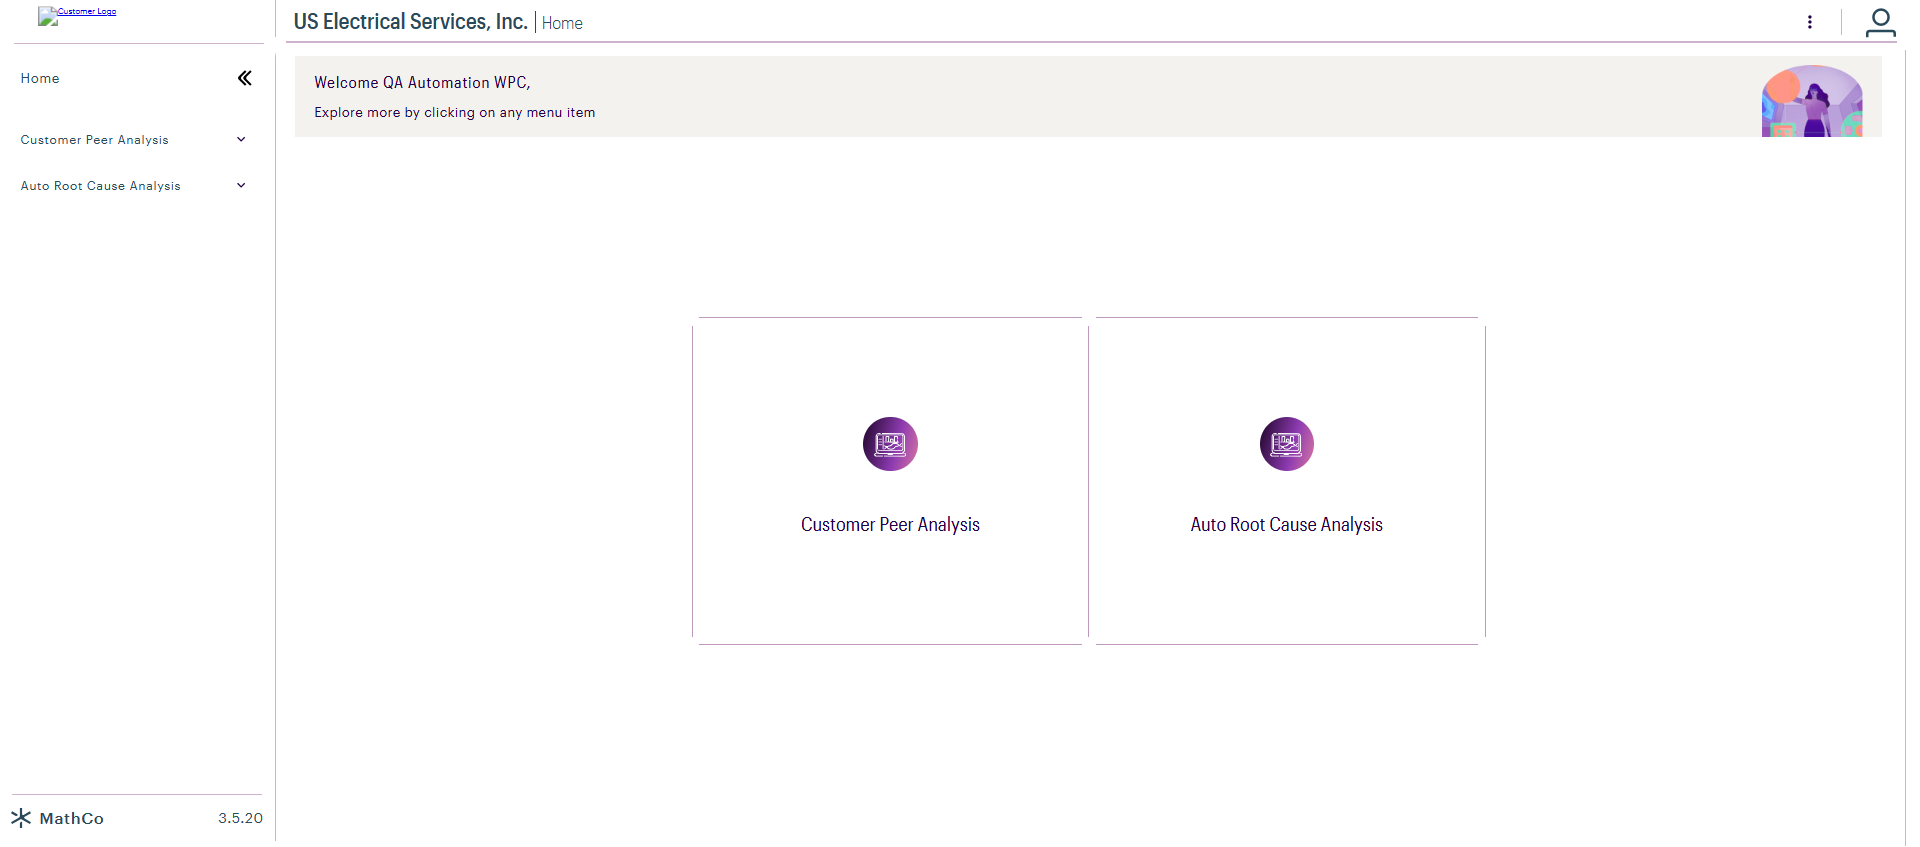 Customer Logo
US Electrical Services, Inc. | Home
Home
Customer Peer Analysis
Auto Root Cause Analysis
Welcome QA Automation WPC,
Explore more by clicking on any menu item
Customer Peer Analysis
Auto Root Cause Analysis
MathCo
3.5.20